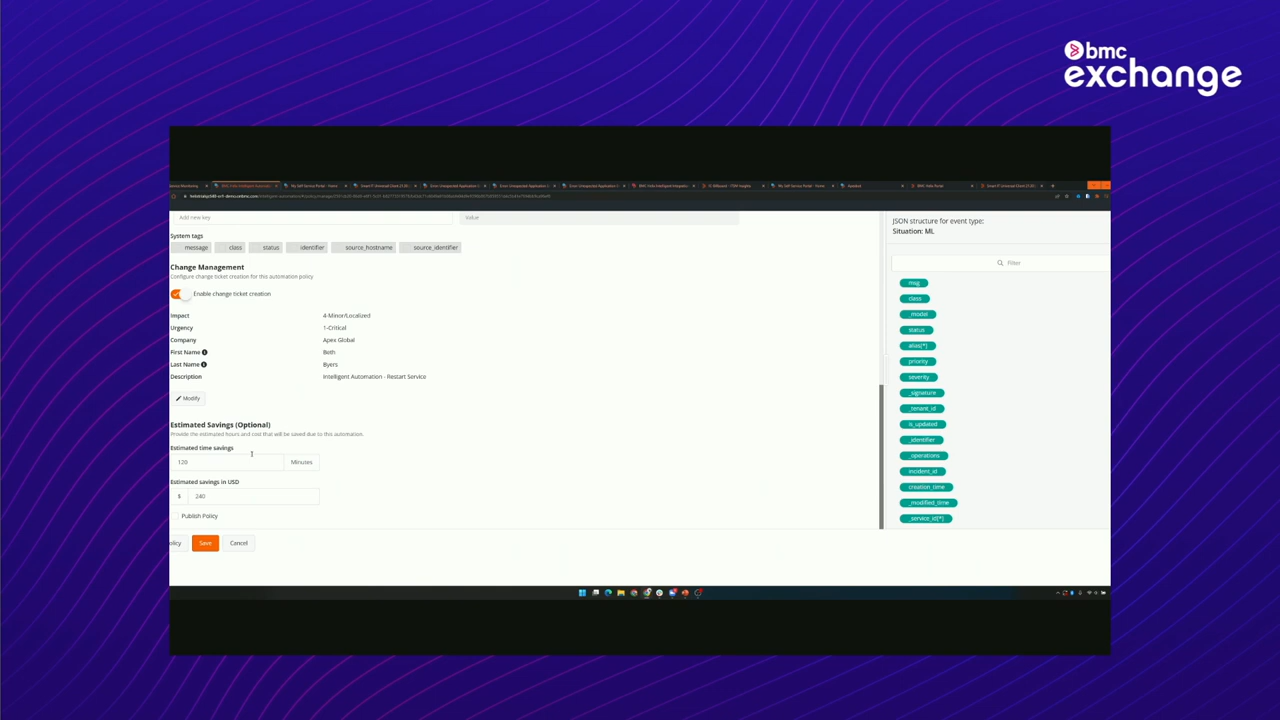 bmc
exchange
Add new key
Value
System tags
message
class
status
identifier
source_hostname
source_identifier
Change Management
Configure change ticket creation for this automation policy
Enable change ticket creation
Impact
4-Minor/Localized
Urgency
1-Critical
Company
Apex Global
First Name
Beth
Last Name
Byers
Description
Intelligent Automation - Restart Service
Modify
Estimated Savings (Optional)
Provide the estimated hours and cost that will be saved due to this automation.
Estimated time savings
120
Minutes
Estimated savings in USD
$
240
Publish Policy
olicy
Save
Cancel
JSON structure for event type:
Situation: ML
Filter
msg
class
_model
status
alias[*]
priority
severity
_signature
_tenant_id
is_updated
_identifier
_operations
incident_id
creation_time
_modified_time
_service_id[*]